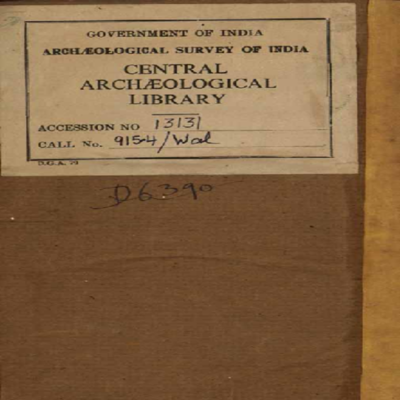 GOVERNMENT OF INDIA
ARCHÆOLOGICAL SURVEY OF INDIA
CENTRAL
ARCHÆOLOGICAL
LIBRARY
ACCESSION NO 13131
CALL No. 915.4/Wal
D.G.A. 79
D6390